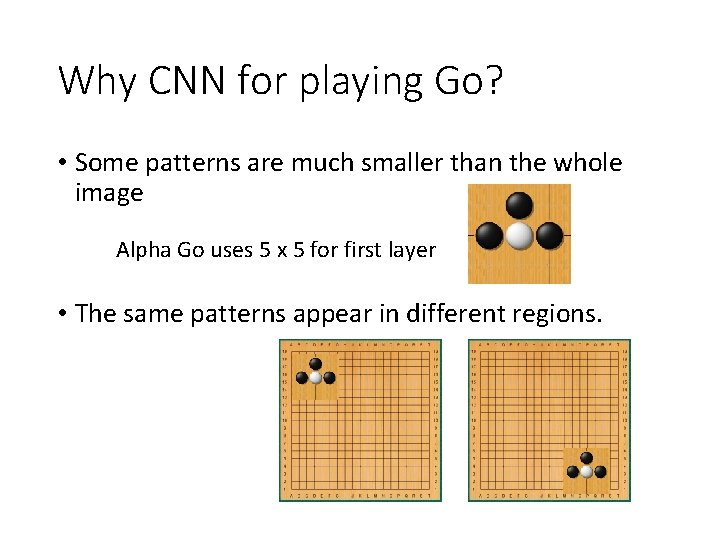 Why CNN for playing Go?
• Some patterns are much smaller than the whole
image
Alpha Go uses 5 x 5 for first layer
• The same patterns appear in different regions.